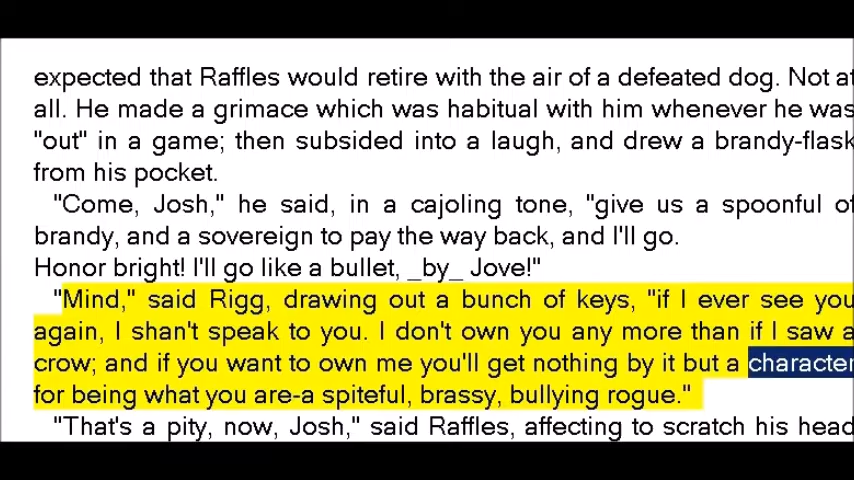 expected that Raffles would retire with the air of a defeated dog. Not at
all. He made a grimace which was habitual with him whenever he was
"out" in a game; then subsided into a laugh, and drew a brandy-flask
from his pocket.
"Come, Josh," he said, in a cajoling tone, "give us a spoonful of
brandy, and a sovereign to pay the way back, and I'll go.
Honor bright! I'll go like a bullet, _by_ Jove!"
"Mind," said Rigg, drawing out a bunch of keys, "if I ever see you
again, I shan't speak to you. I don't own you any more than if I saw a
crow; and if you want to own me you'll get nothing by it but a character
for being what you are-a spiteful, brassy, bullying rogue."
"That's a pity, now, Josh," said Raffles, affecting to scratch his head